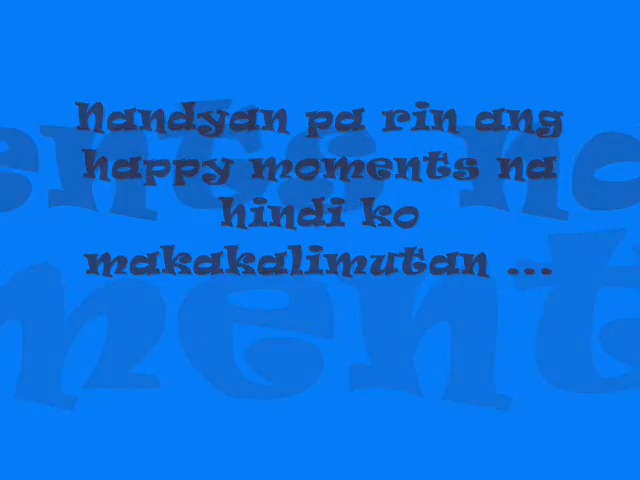 Nandyan pa rin ang
happy moments na
hindi ko
makakalimutan ...